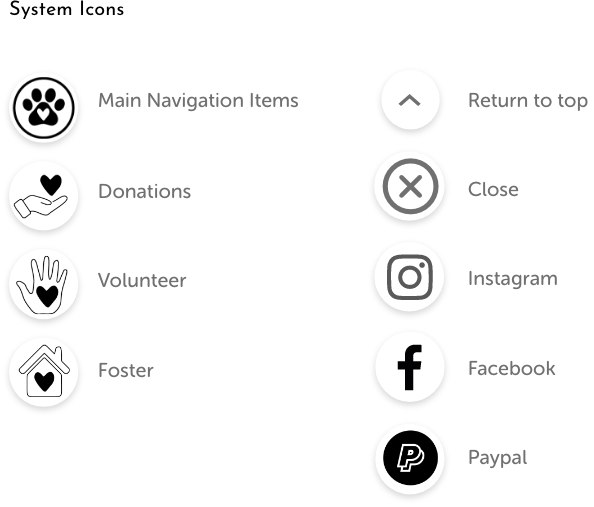 System Icons
Main Navigation Items
Donations
Volunteer
Foster
Return to top
Close
Instagram
Facebook
Paypal